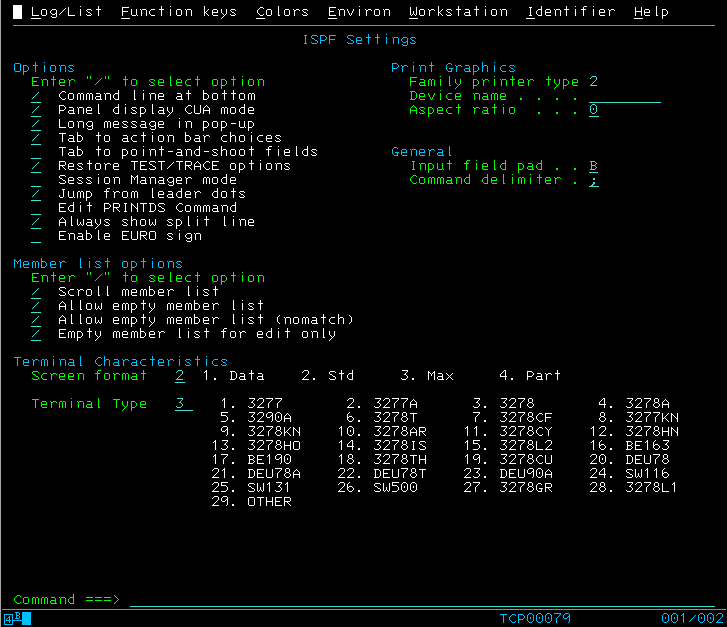 Log/List  Function keys  Colors  Environ  Workstation  Identifier  Help
ISPF Settings
Options                                   Print Graphics
Enter "/" to select option                Family printer type 2
/  Command line at bottom                 Device name . . . .
/  Panel display CUA mode                 Aspect ratio  . . . 0
/  Long message in pop-up
/  Tab to action bar choices
/  Tab to point-and-shoot fields          General
/  Restore TEST/TRACE options             Input field pad . . B
_  Session Manager mode                   Command delimiter . ;
/  Jump from leader dots
/  Edit PRINTDS Command
/  Always show split line
_  Enable EURO sign
Member list options
Enter "/" to select option
/  Scroll member list
/  Allow empty member list
/  Allow empty member list (nomatch)
/  Empty member list for edit only
Terminal Characteristics
Screen format   2  1. Data    2. Std     3. Max     4. Part
Terminal Type   3    1. 3277       2. 3277A      3. 3278       4. 3278A
5. 3290A      6. 3278T      7. 3278CF     8. 3277KN
9. 3278KN    10. 3278AR    11. 3278CY    12. 3278HN
13. 3278HO    14. 3278IS    15. 3278L2    16. BE163
17. BE190     18. 3278TH    19. 3278CU    20. DEU78
21. DEU78A    22. DEU78T    23. DEU90A    24. SW116
25. SW131     26. SW500     27. 3278GR    28. 3278L1
29. OTHER
Command ===>
4B  TCP00079  001/002